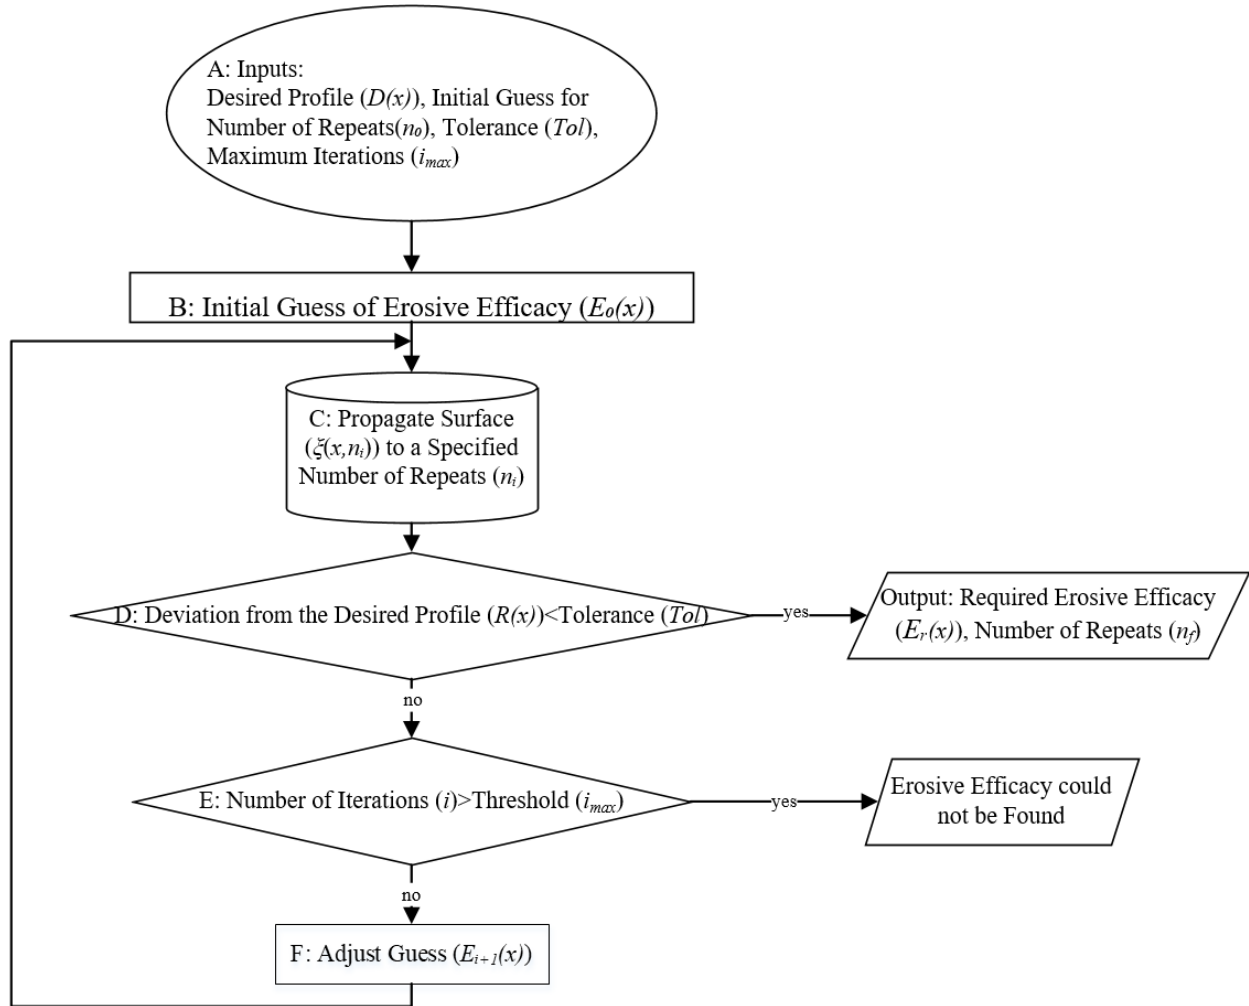 A: Inputs:
Desired Profile (D(x)), Initial Guess for
Number of Repeats(n₀), Tolerance (Tol),
Maximum Iterations (iₘₐₓ)
B: Initial Guess of Erosive Efficacy (E₀(x))
C: Propagate Surface
(ξ(x,nᵢ)) to a Specified
Number of Repeats (nᵢ)
D: Deviation from the Desired Profile (R(x))<Tolerance (Tol)
yes
Output: Required Erosive Efficacy
(Eᵣ(x)), Number of Repeats (n_f)
no
E: Number of Iterations (i)>Threshold (iₘₐₓ)
yes
Erosive Efficacy could
not be Found
no
F: Adjust Guess (Eᵢ₊₁(x))